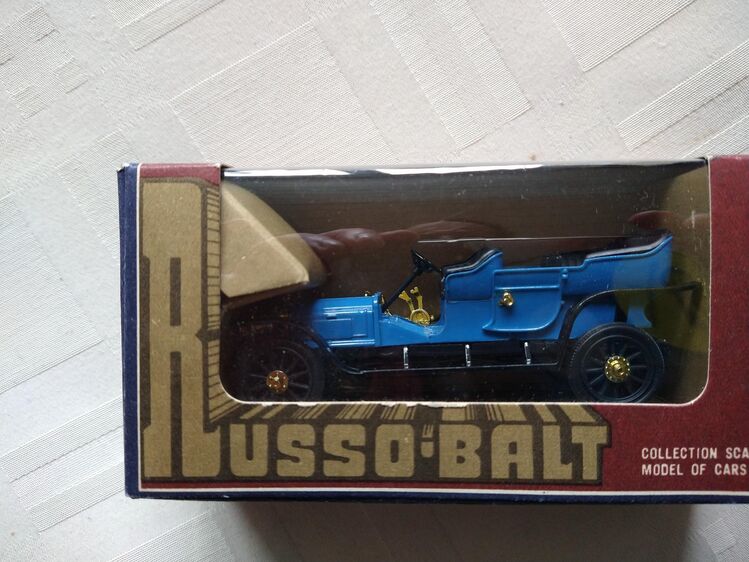 RUSSO-BALT
COLLECTION SCA
MODEL OF CARS